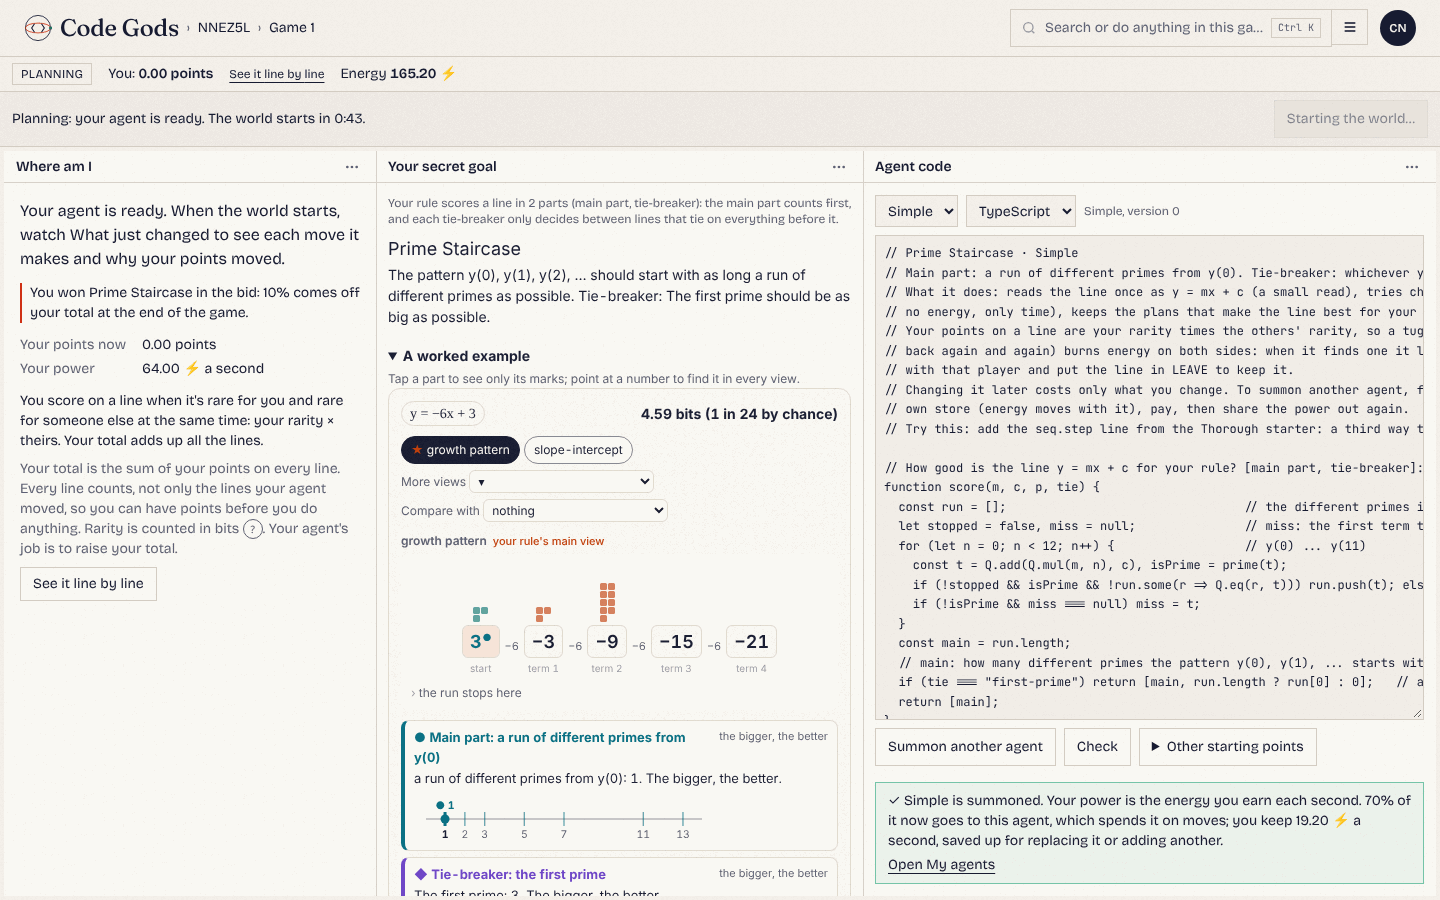 Code Gods › NNEZ5L › Game 1
Search or do anything in this ga... Ctrl K ☰ CN
PLANNING You: 0.00 points See it line by line Energy 165.20 ⚡
Planning: your agent is ready. The world starts in 0:43.
Starting the world...
Where am I ...
Your agent is ready. When the world starts,
watch What just changed to see each move it
makes and why your points moved.
You won Prime Staircase in the bid: 10% comes off
your total at the end of the game.
Your points now 0.00 points
Your power 64.00 ⚡ a second
You score on a line when it's rare for you and rare
for someone else at the same time: your rarity ×
theirs. Your total adds up all the lines.
Your total is the sum of your points on every line.
Every line counts, not only the lines your agent
moved, so you can have points before you do
anything. Rarity is counted in bits ?. Your agent's
job is to raise your total.
See it line by line
Your secret goal ...
Your rule scores a line in 2 parts (main part, tie-breaker): the main part counts first,
and each tie-breaker only decides between lines that tie on everything before it.
Prime Staircase
The pattern y(0), y(1), y(2), ... should start with as long a run of
different primes as possible. Tie-breaker: The first prime should be as
big as possible.
▼ A worked example
Tap a part to see only its marks; point at a number to find it in every view.
y = −6x + 3 4.59 bits (1 in 24 by chance)
★ growth pattern slope-intercept
More views ▾
Compare with nothing
growth pattern your rule's main view
3 −6 −3 −6 −9 −6 −15 −6 −21
start term 1 term 2 term 3 term 4
› the run stops here
● Main part: a run of different primes from
y(0)
the bigger, the better
a run of different primes from y(0): 1. The bigger, the better.
1
1 2 3 5 7 11 13
◆ Tie-breaker: the first prime the bigger, the better
The first prime: 3. The bigger, the better.
Agent code ...
Simple TypeScript Simple, version 0
// Prime Staircase · Simple
// Main part: a run of different primes from y(0). Tie-breaker: whichever y
// What it does: reads the line once as y = mx + c (a small read), tries ch
// no energy, only time), keeps the plans that make the line best for your
// Your points on a line are your rarity times the others' rarity, so a tug
// back again and again) burns energy on both sides: when it finds one it l
// with that player and put the line in LEAVE to keep it.
// Changing it later costs only what you change. To summon another agent, f
// own store (energy moves with it), pay, then share the power out again.
// Try this: add the seq.step line from the Thorough starter: a third way t
// How good is the line y = mx + c for your rule? [main part, tie-breaker]:
function score(m, c, p, tie) {
const run = []; // the different primes i
let stopped = false, miss = null; // miss: the first term t
for (let n = 0; n < 12; n++) { // y(0) ... y(11)
const t = Q.add(Q.mul(m, n), c), isPrime = prime(t);
if (!stopped && isPrime && !run.some(r => Q.eq(r, t))) run.push(t); els
if (!isPrime && miss === null) miss = t;
}
const main = run.length;
// main: how many different primes the pattern y(0), y(1), ... starts wit
if (tie === "first-prime") return [main, run.length ? run[0] : 0]; // a
return [main];
}
Summon another agent Check ▶ Other starting points
✓ Simple is summoned. Your power is the energy you earn each second. 70% of
it now goes to this agent, which spends it on moves; you keep 19.20 ⚡ a
second, saved up for replacing it or adding another.
Open My agents